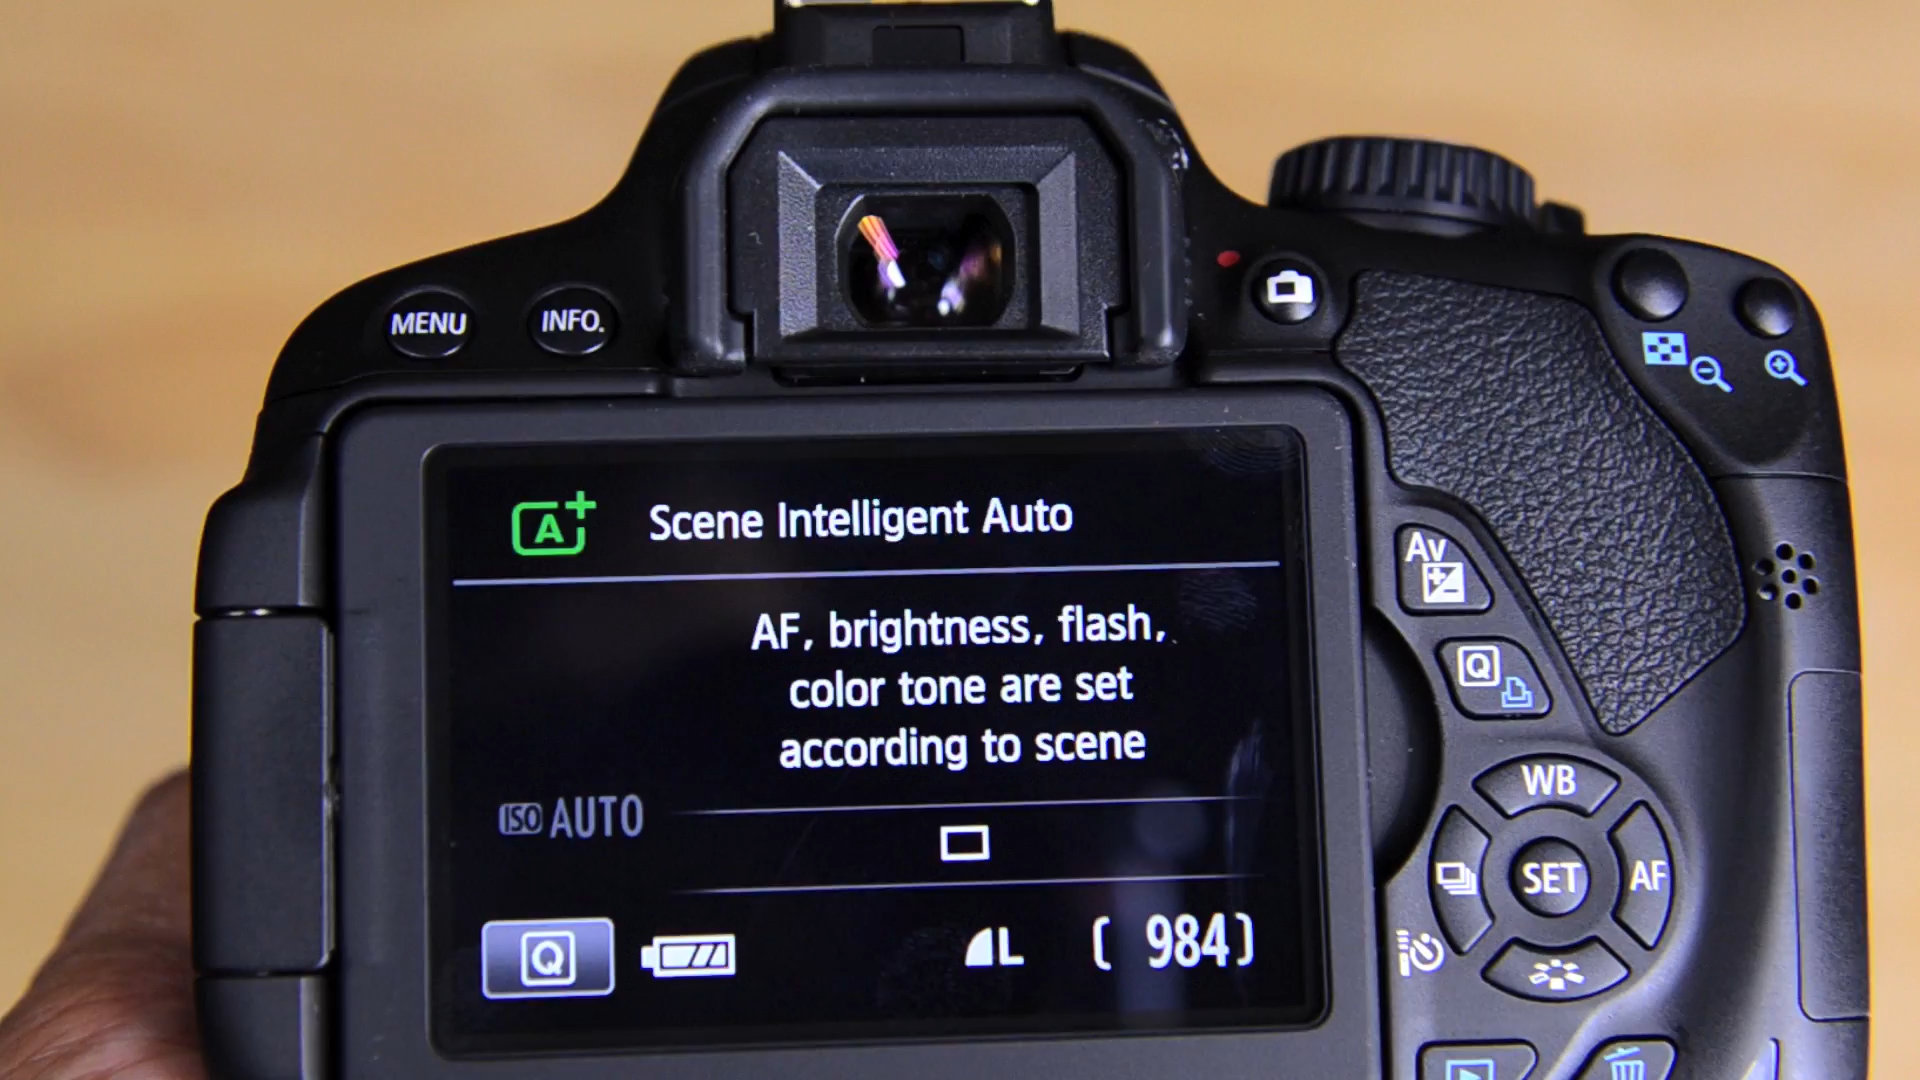 MENU INFO.
A+ Scene Intelligent Auto
AF, brightness, flash,
color tone are set
according to scene
ISO AUTO
Q L [ 984]
Av
Q
WB
SET AF